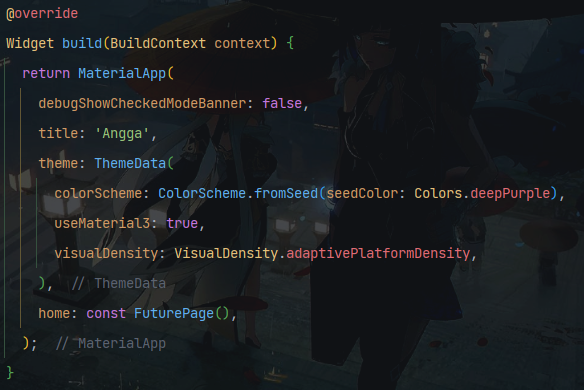 @override
Widget build(BuildContext context) {
return MaterialApp(
debugShowCheckedModeBanner: false,
title: 'Angga',
theme: ThemeData(
colorScheme: ColorScheme.fromSeed(seedColor: Colors.deepPurple),
useMaterial3: true,
visualDensity: VisualDensity.adaptivePlatformDensity,
), // ThemeData
home: const FuturePage(),
); // MaterialApp
}